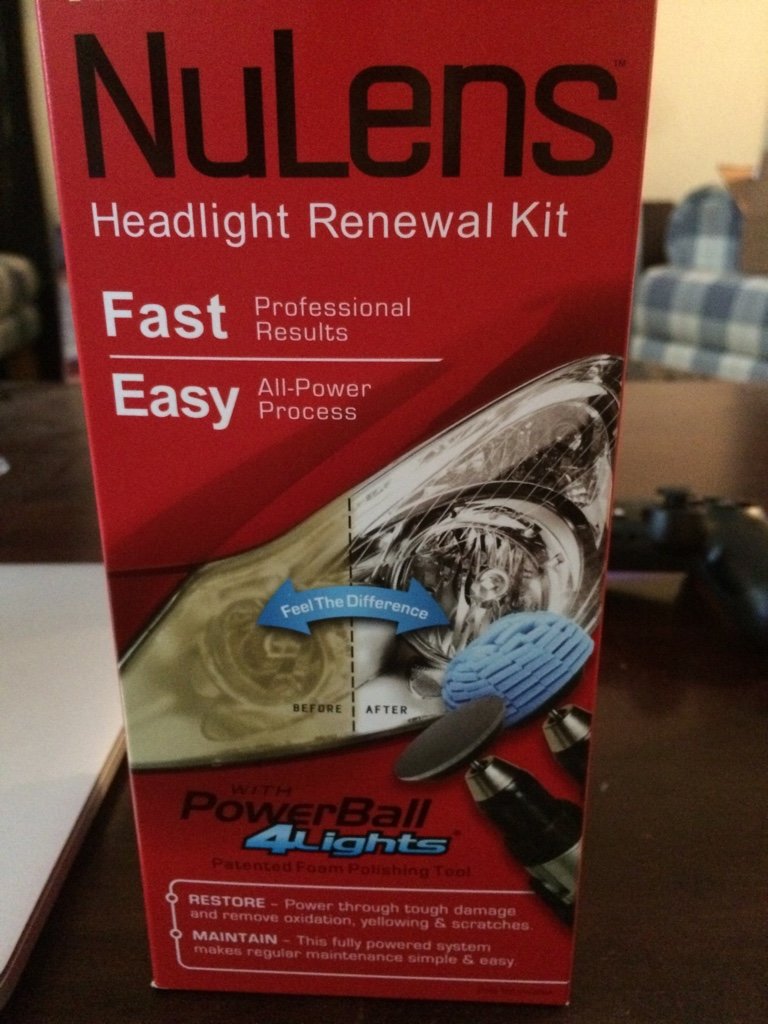 NuLens™
Headlight Renewal Kit
Fast Professional
Results
Easy All-Power
Process
Feel The Difference
BEFORE AFTER
WITH
PowerBall
4Lights®
Patented Foam Polishing Tool
RESTORE - Power through tough damage
and remove oxidation, yellowing & scratches.
MAINTAIN - This fully powered system
makes regular maintenance simple & easy.